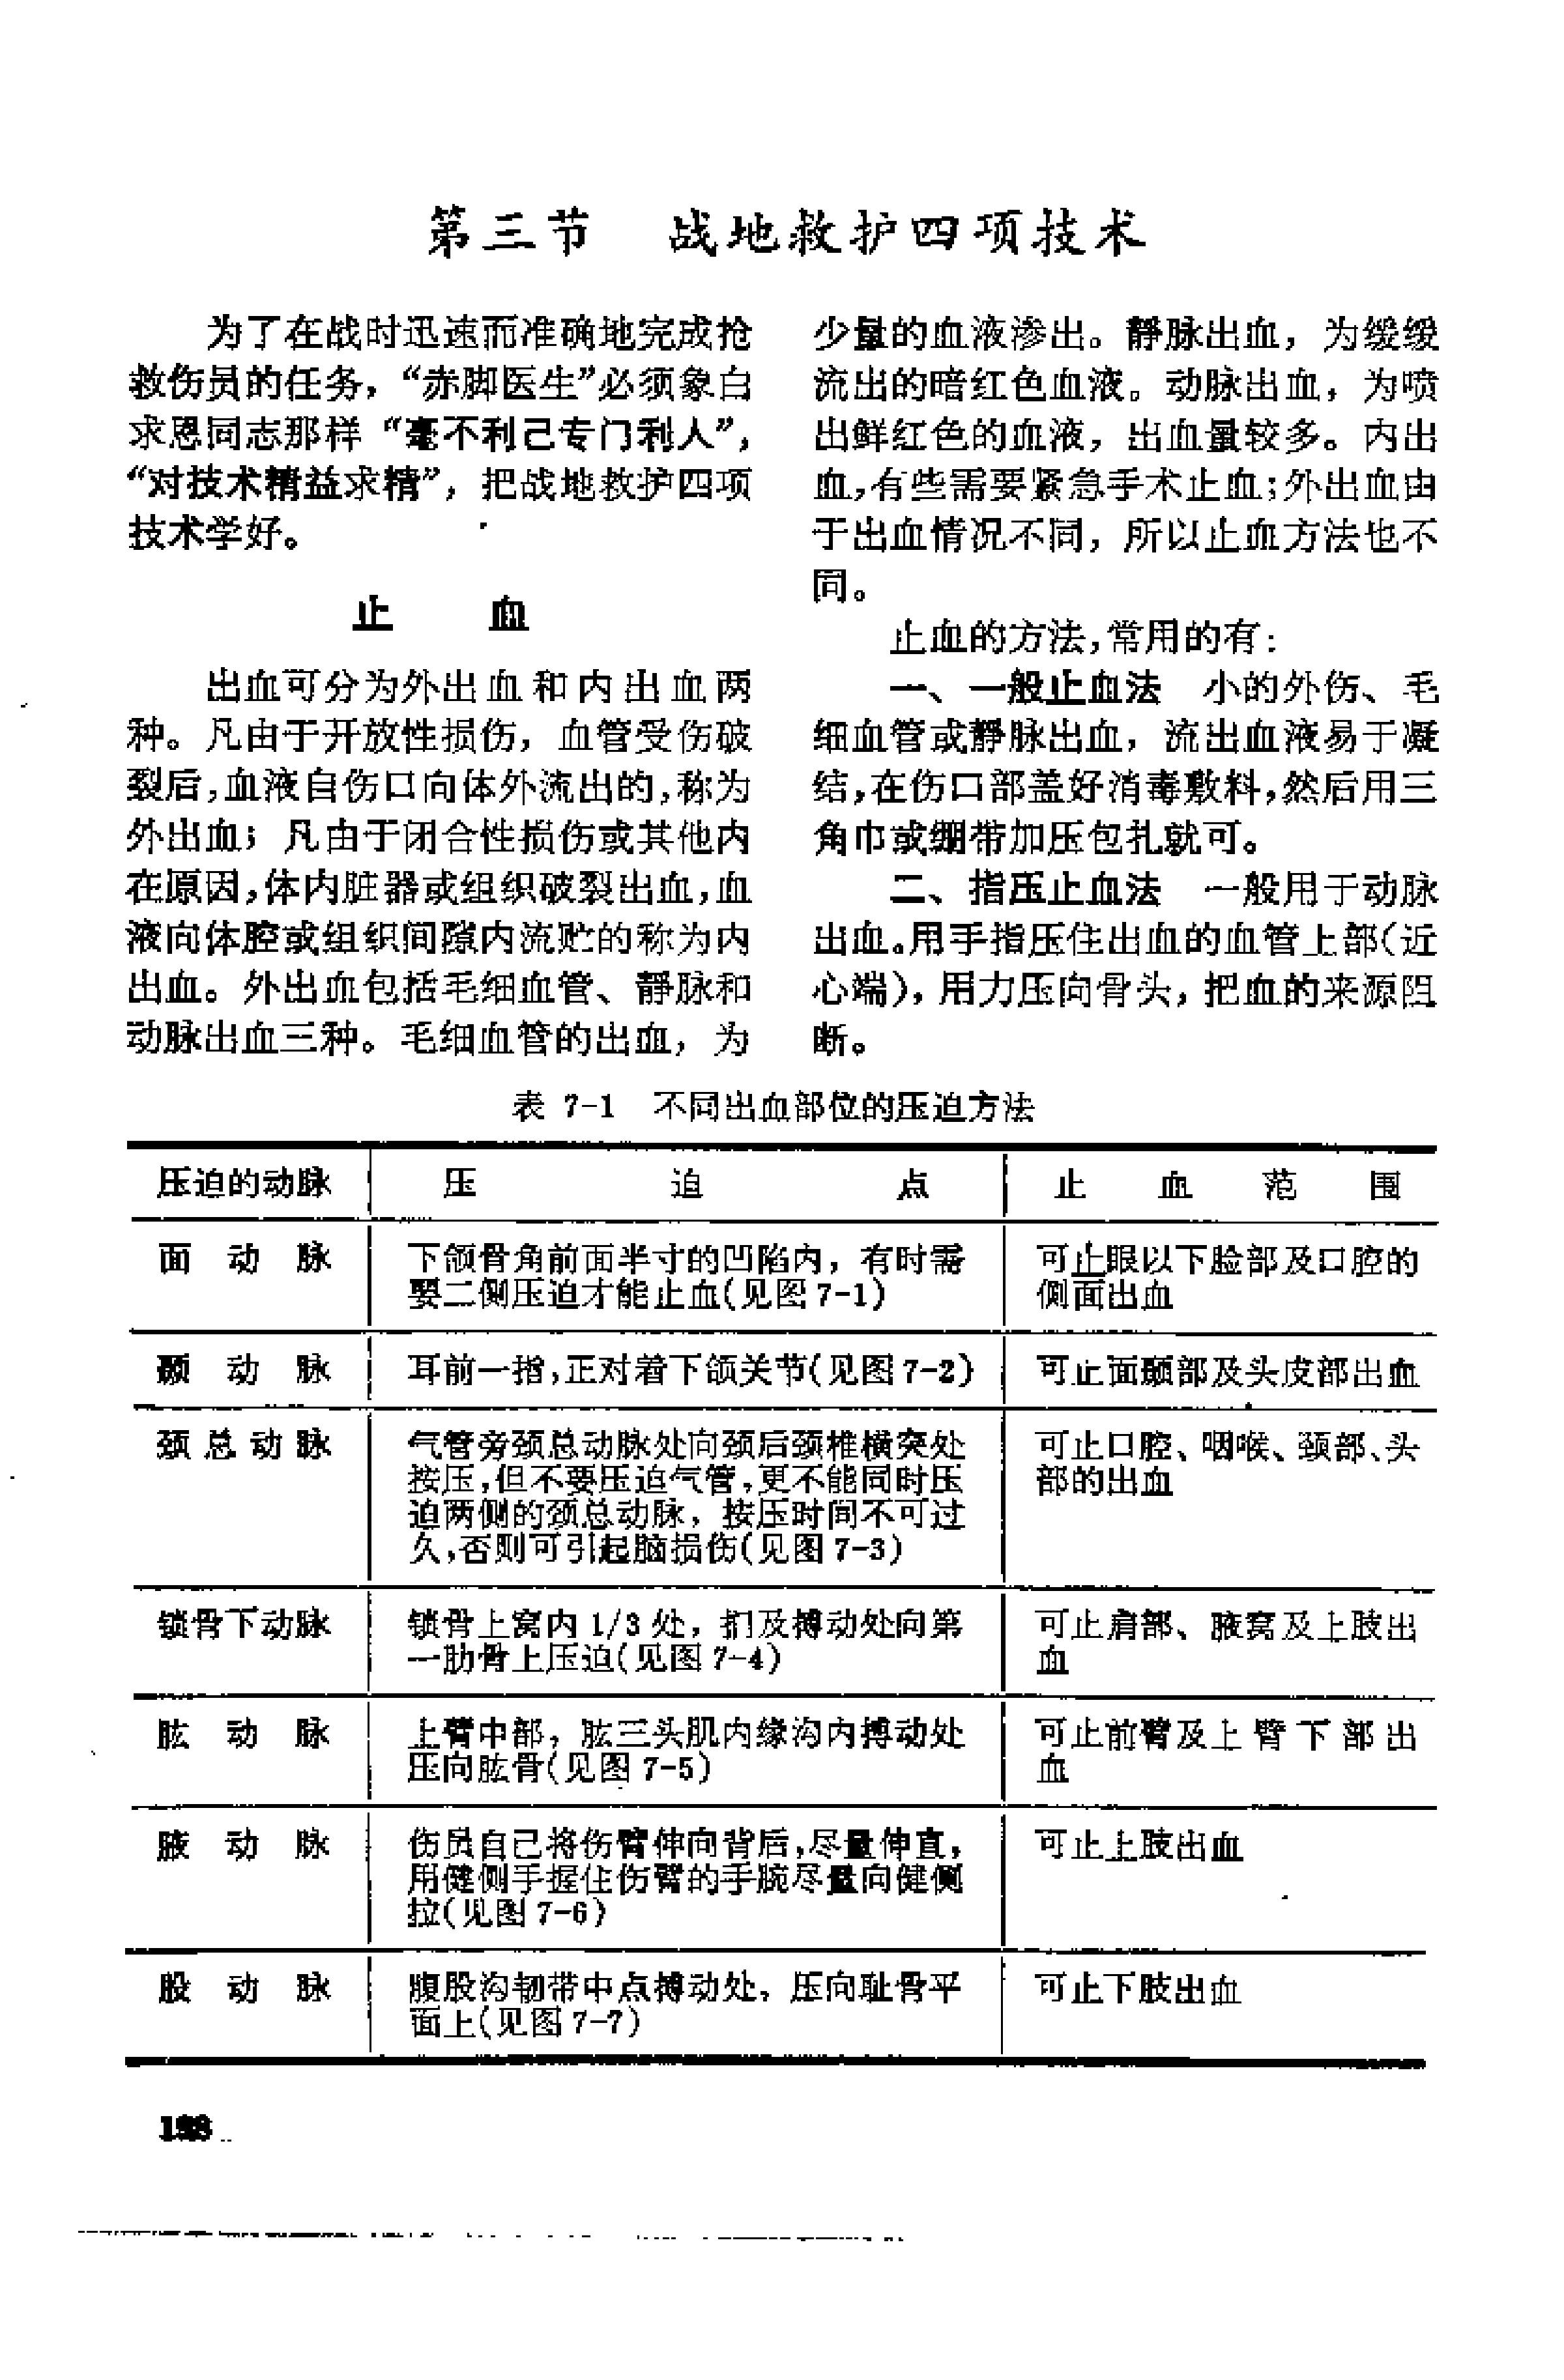 第三节　战地救护四项技术
为了在战时迅速而准确地完成抢
救伤员的任务，“赤脚医生”必须象白
求恩同志那样“毫不利己专门利人”，
“对技术精益求精”，把战地救护四项
技术学好。
止　血
出血可分为外出血和内出血两
种。凡由于开放性损伤，血管受伤破
裂后，血液自伤口向体外流出的，称为
外出血；凡由于闭合性损伤或其他内
在原因，体内脏器或组织破裂出血，血
液向体腔或组织间隙内流贮的称为内
出血。外出血包括毛细血管、静脉和
动脉出血三种。毛细血管的出血，为
少量的血液渗出。静脉出血，为缓缓
流出的暗红色血液。动脉出血，为喷
出鲜红色的血液，出血量较多。内出
血，有些需要紧急手术止血；外出血由
于出血情况不同，所以止血方法也不
同。
止血的方法，常用的有：
一、一般止血法　小的外伤、毛
细血管或静脉出血，流出血液易于凝
结，在伤口部盖好消毒敷料，然后用三
角巾或绷带加压包扎就可。
二、指压止血法　一般用于动脉
出血。用手指压住出血的血管上部（近
心端），用力压向骨头，把血的来源阻
断。
表 7-1　不同出血部位的压迫方法
压迫的动脉　压迫点　止血范围
面动脉　下颌骨角前面半寸的凹陷内，有时需　可止眼以下脸部及口腔的
要二侧压迫才能止血（见图 7-1）　侧面出血
颞动脉　耳前一指，正对着下颌关节（见图 7-2）　可止面颞部及头皮部出血
颈总动脉　气管旁颈总动脉处向颈后颈椎横突处　可止口腔、咽喉、颈部、头
按压，但不要压迫气管，更不能同时压　部的出血
迫两侧的颈总动脉，按压时间不可过
久，否则可引起脑损伤（见图 7-3）
锁骨下动脉　锁骨上窝内 1/3 处，扪及搏动处向第　可止肩部、腋窝及上肢出
一肋骨上压迫（见图 7-4）　血
肱动脉　上臂中部，肱三头肌内缘沟内搏动处　可止前臂及上臂下部出
压向肱骨（见图 7-5）　血
腋动脉　伤员自己将伤臂伸向背后，尽量伸直，　可止上肢出血
用健侧手握住伤臂的手腕尽量向健侧
拉（见图 7-6）
股动脉　腹股沟韧带中点搏动处，压向耻骨平　可止下肢出血
面上（见图 7-7）